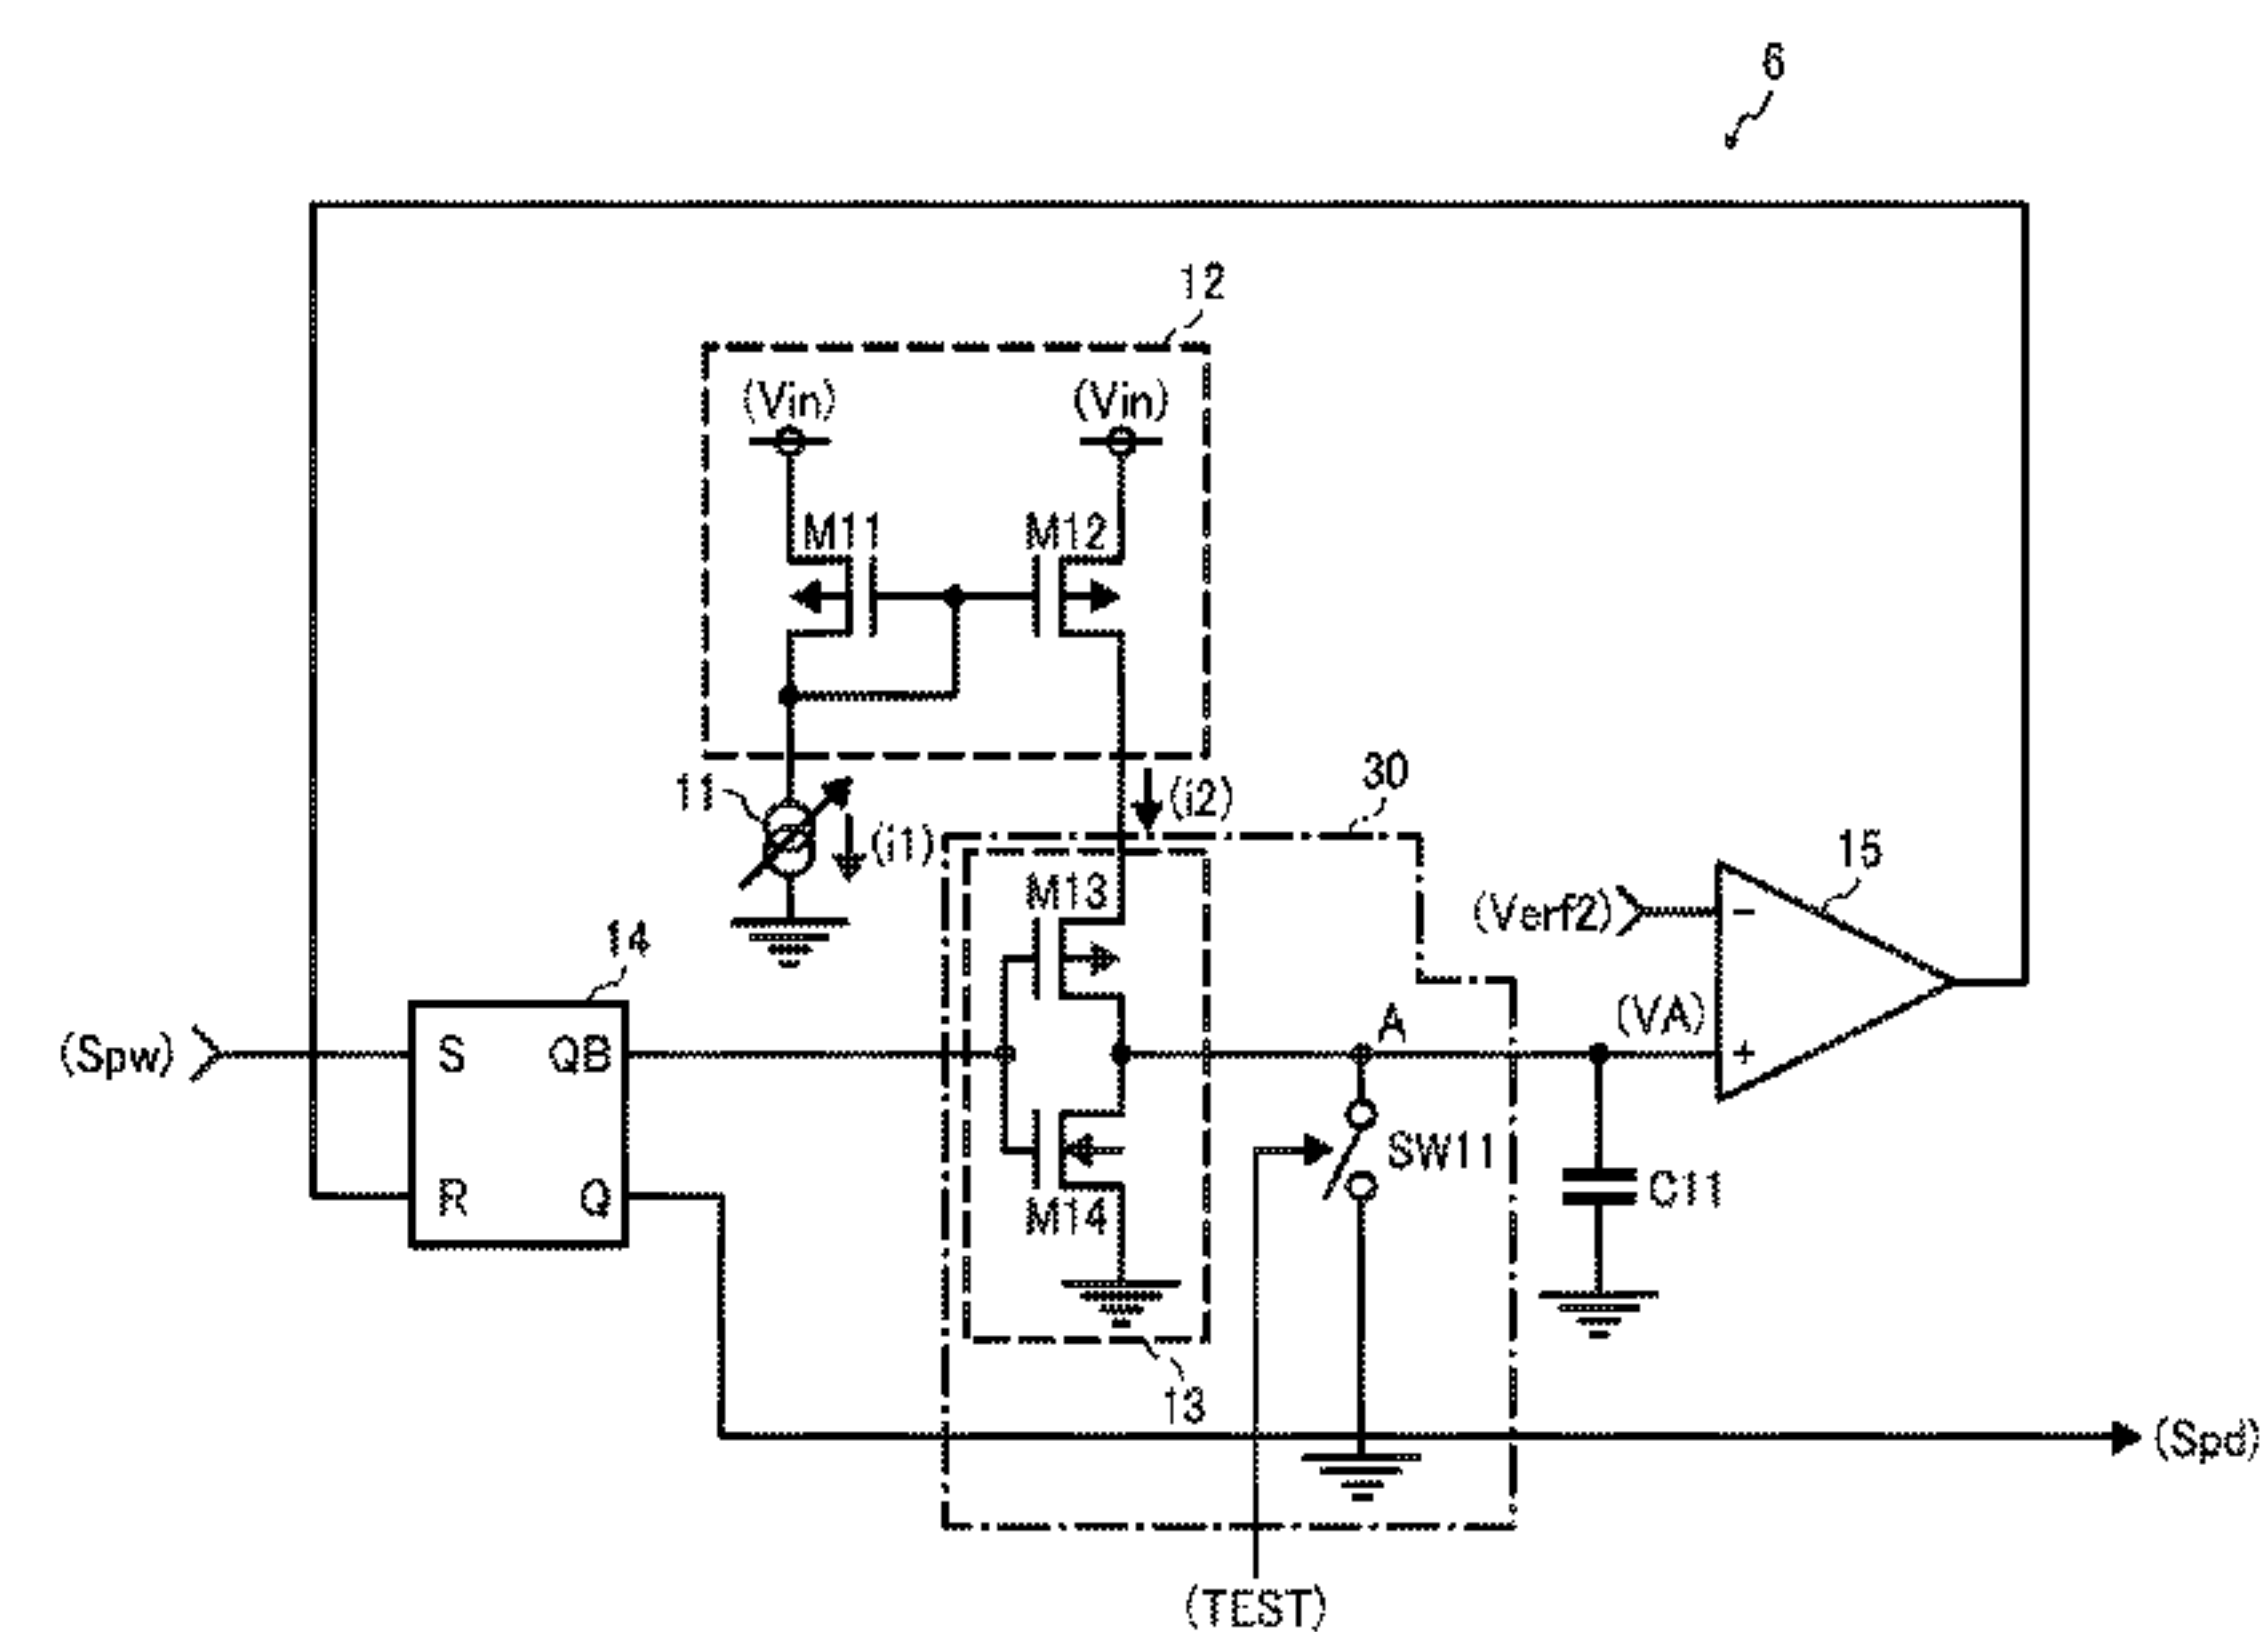 6
12
(Vin) (Vin)
M11 M12
11 (i1) (i2) 30
M13 15
(Verf2) -
14
(Spw) S QB A (VA) +
SW11
R Q M14 C11
13
(Spd)
(TEST)